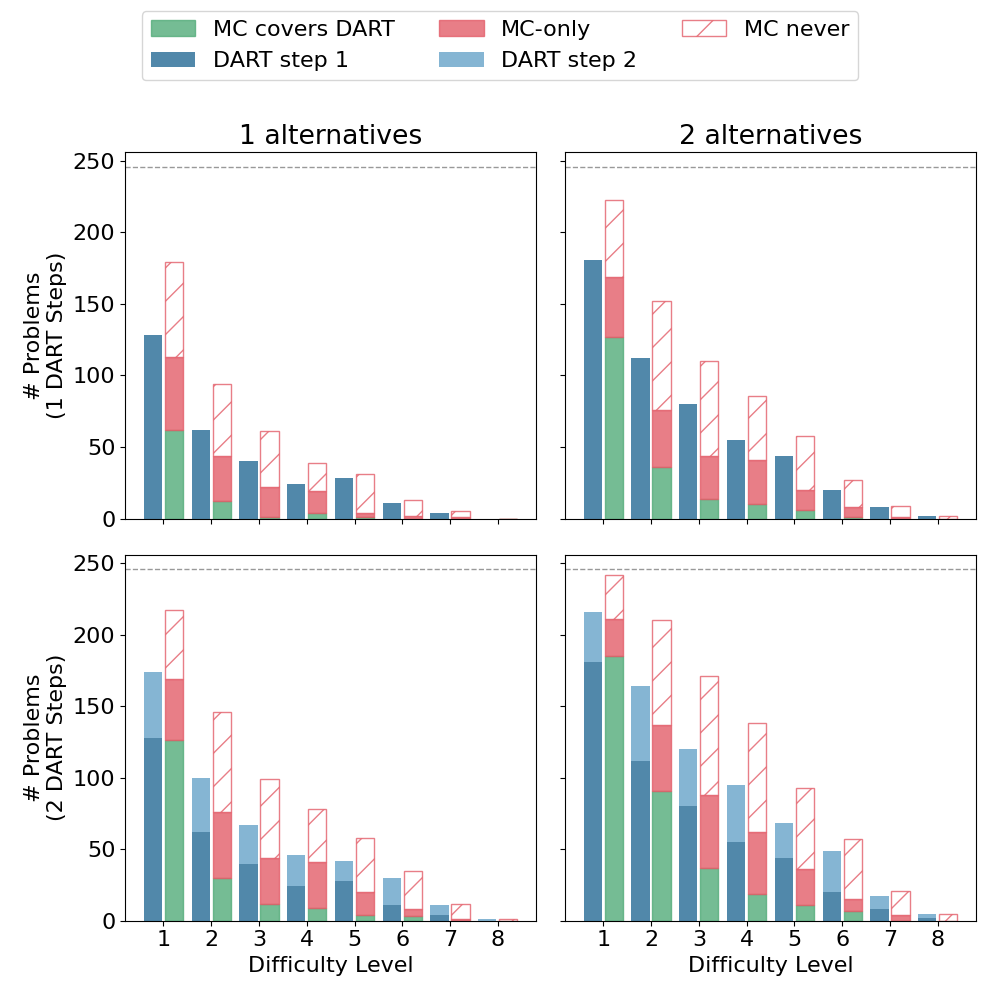 MC covers DART
MC-only
MC never
DART step 1
DART step 2
1 alternatives
2 alternatives
250
200
150
100
50
0
# Problems
(1 DART Steps)
250
200
150
100
50
0
# Problems
(2 DART Steps)
1 2 3 4 5 6 7 8
1 2 3 4 5 6 7 8
Difficulty Level
Difficulty Level